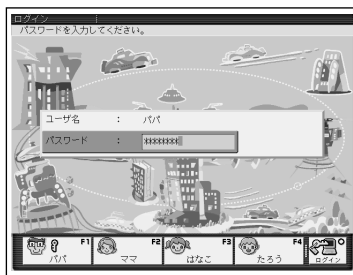 ログイン
パスワードを入力してください。
ユーザ名 : パパ
パスワード : ********
F1 F2 F3 F4
パパ ママ はなこ たろう ログイン